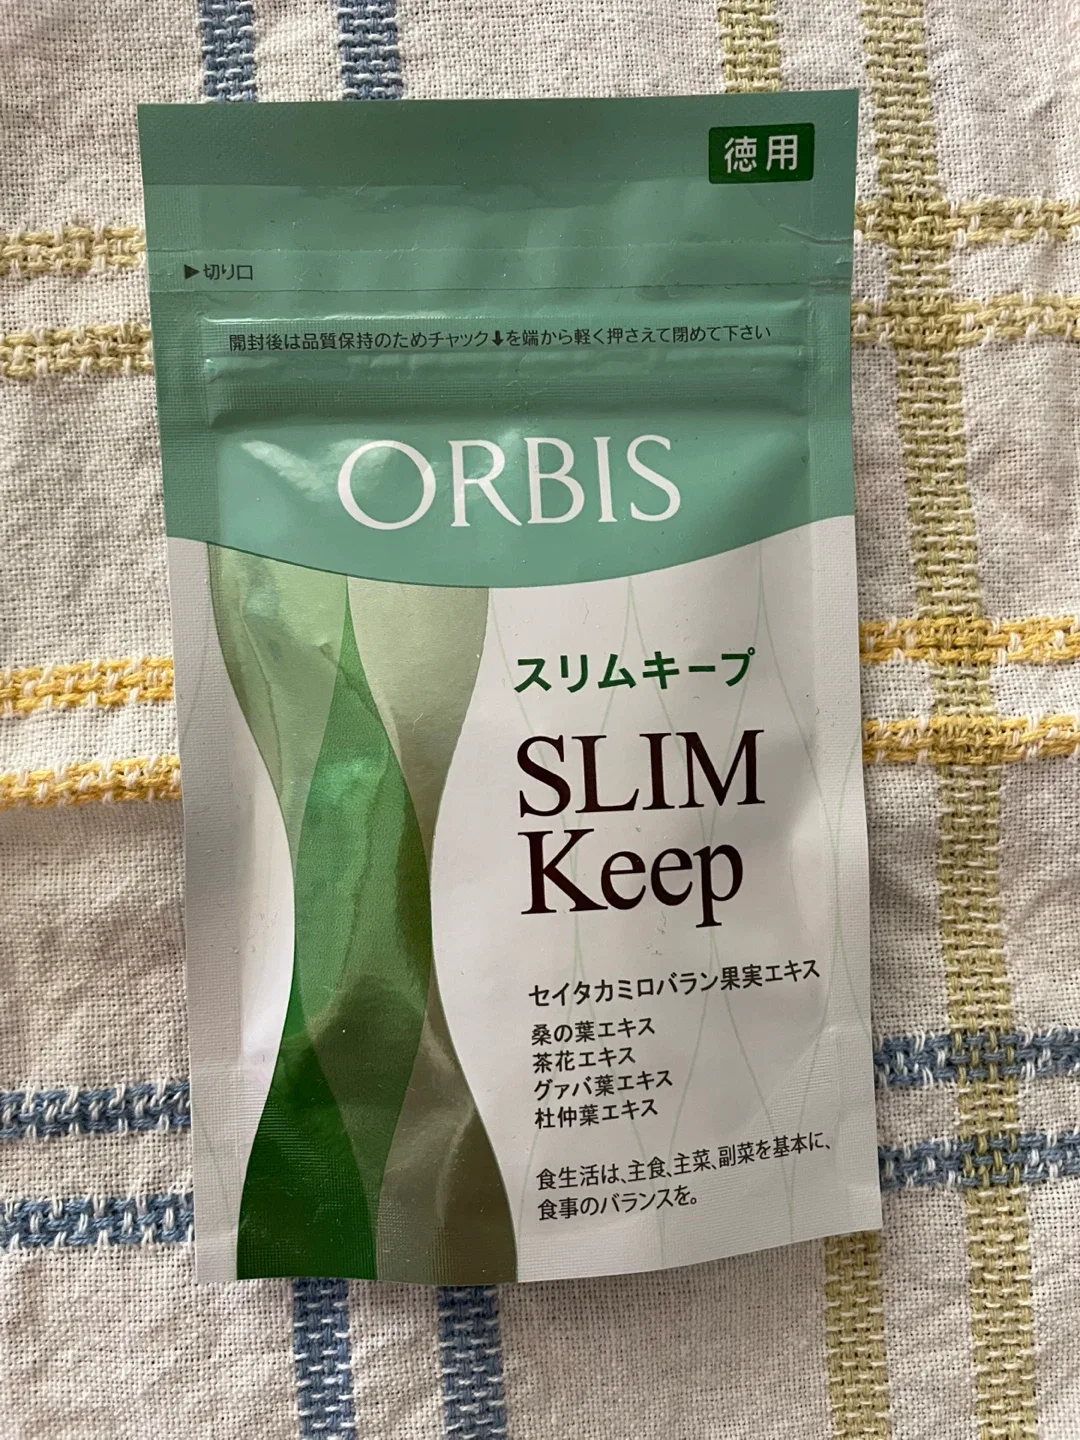 徳用
▶切り口
開封後は品質保持のためチャック⬇を端から軽く押さえて閉めて下さい
ORBIS
スリムキープ
SLIM
Keep
セイタカミロバラン果実エキス
桑の葉エキス
茶花エキス
グァバ葉エキス
杜仲葉エキス
食生活は、主食、主菜、副菜を基本に、
食事のバランスを。